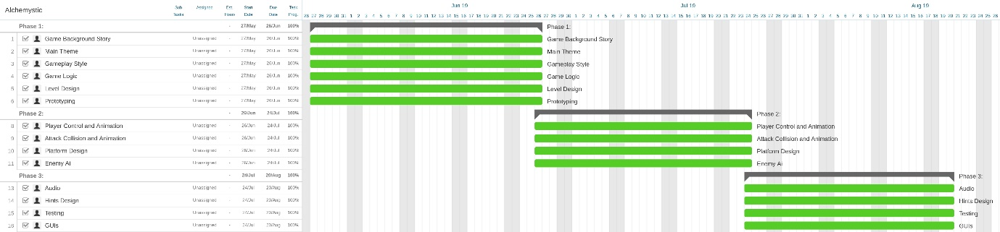 Alchemystic Sub Tasks Assigned Est. Hours Start Date Due Date Task Prog. Jun 19 Jul 19 Aug 19
26 27 28 29 30 31 1 2 3 4 5 6 7 8 9 10 11 12 13 14 15 16 17 18 19 20 21 22 23 24 25 26 27 28 29 30 1 2 3 4 5 6 7 8 9 10 11 12 13 14 15 16 17 18 19 20 21 22 23 24 25 26 27 28 29 30 31 1 2 3 4 5 6 7 8 9 10 11 12 13 14 15 16 17 18 19 20 21 22 23 24 25 26
Phase 1: - 27/May 26/Jun 100% Phase 1:
1 Game Background Story Unassigned - 27/May 26/Jun 100% Game Background Story
2 Main Theme Unassigned - 27/May 26/Jun 100% Main Theme
3 Gameplay Style Unassigned - 27/May 26/Jun 100% Gameplay Style
4 Game Logic Unassigned - 27/May 26/Jun 100% Game Logic
5 Level Design Unassigned - 27/May 26/Jun 100% Level Design
6 Prototyping Unassigned - 27/May 26/Jun 100% Prototyping
Phase 2: - 26/Jun 24/Jul 100% Phase 2:
8 Player Control and Animation Unassigned - 26/Jun 24/Jul 100% Player Control and Animation
9 Attack Collision and Animation Unassigned - 26/Jun 24/Jul 100% Attack Collision and Animation
10 Platform Design Unassigned - 26/Jun 24/Jul 100% Platform Design
11 Enemy Ai Unassigned - 26/Jun 24/Jul 100% Enemy Ai
Phase 3: - 24/Jul 20/Aug 100% Phase 3:
13 Audio Unassigned - 24/Jul 20/Aug 100% Audio
14 Hints Design Unassigned - 24/Jul 20/Aug 100% Hints Design
15 Testing Unassigned - 24/Jul 20/Aug 100% Testing
16 GUIs Unassigned - 24/Jul 20/Aug 100% GUIs